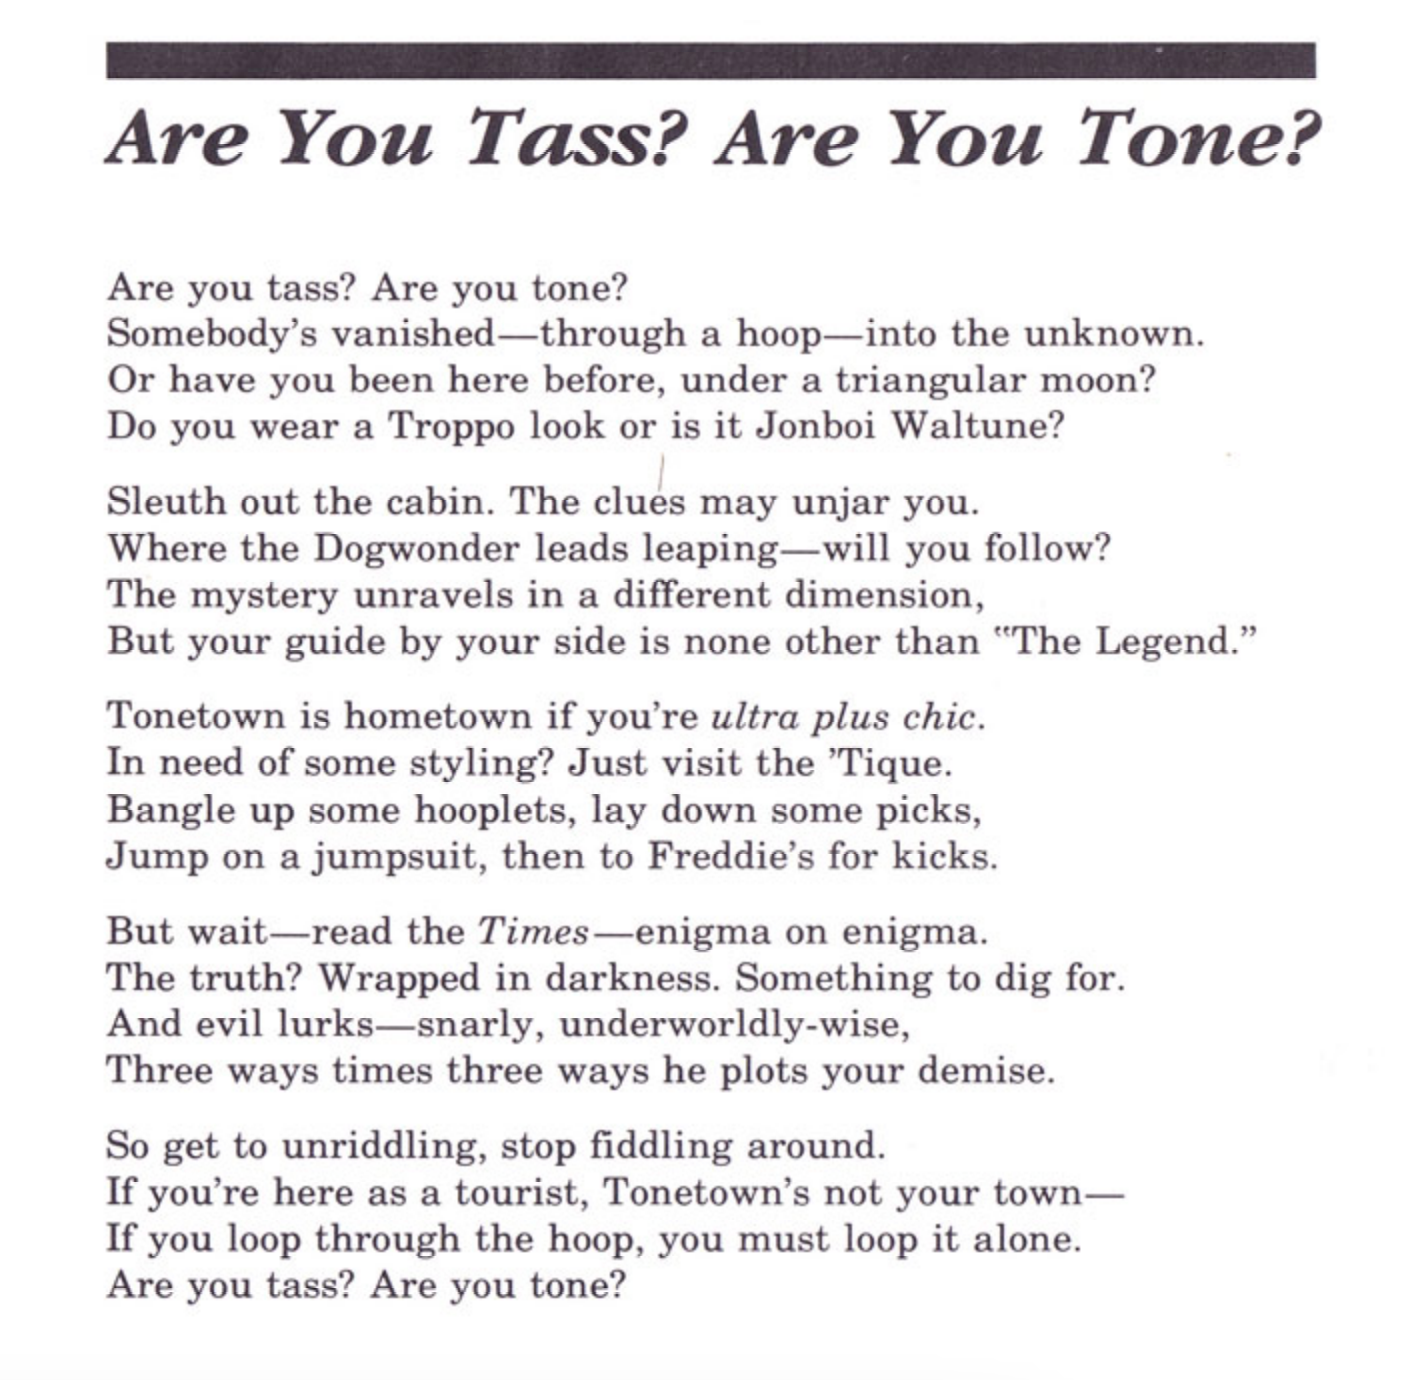 Are You Tass? Are You Tone?
Are you tass? Are you tone?
Somebody's vanished—through a hoop—into the unknown.
Or have you been here before, under a triangular moon?
Do you wear a Troppo look or is it Jonboi Waltune?
Sleuth out the cabin. The clues may unjar you.
Where the Dogwonder leads leaping—will you follow?
The mystery unravels in a different dimension,
But your guide by your side is none other than “The Legend.”
Tonetown is hometown if you're ultra plus chic.
In need of some styling? Just visit the ’Tique.
Bangle up some hooplets, lay down some picks,
Jump on a jumpsuit, then to Freddie's for kicks.
But wait—read the Times—enigma on enigma.
The truth? Wrapped in darkness. Something to dig for.
And evil lurks—snarly, underworldly-wise,
Three ways times three ways he plots your demise.
So get to unriddling, stop fiddling around.
If you're here as a tourist, Tonetown's not your town—
If you loop through the hoop, you must loop it alone.
Are you tass? Are you tone?